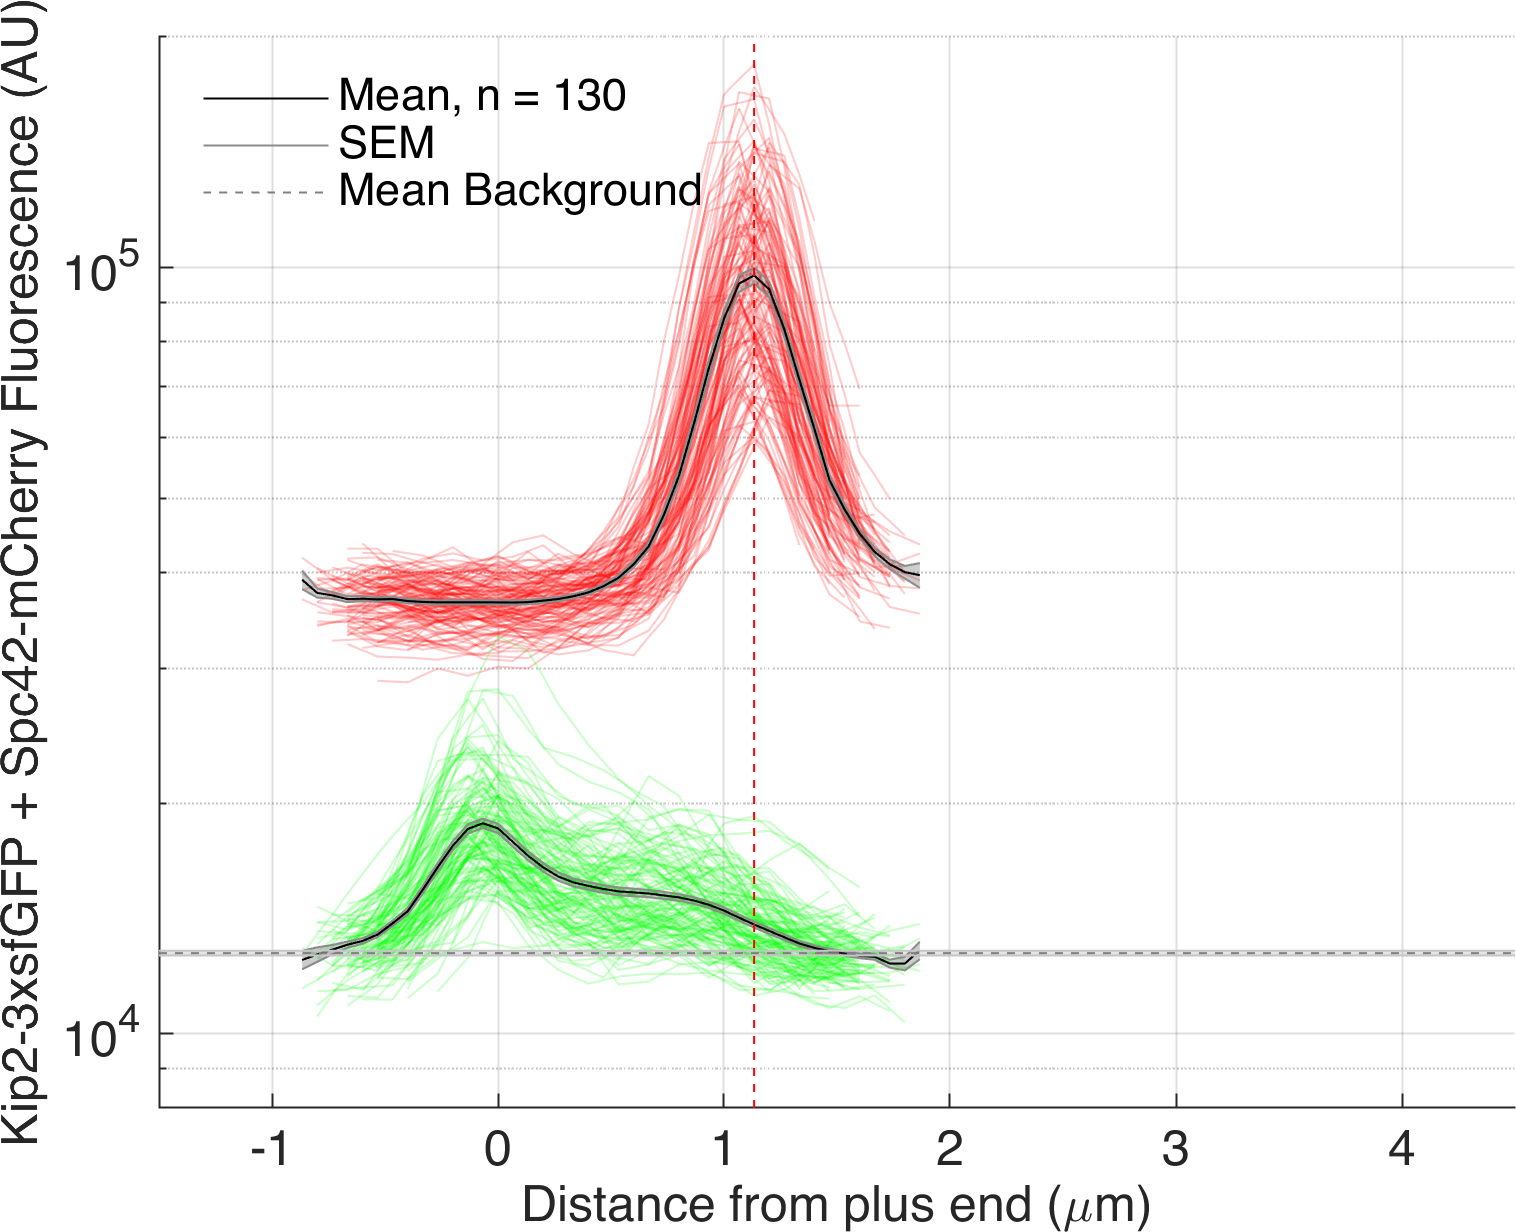 Kip2-3xsfGFP + Spc42-mCherry Fluorescence (AU)
Mean, n = 130
SEM
Mean Background
10^5
10^4
-1 0 1 2 3 4
Distance from plus end (μm)